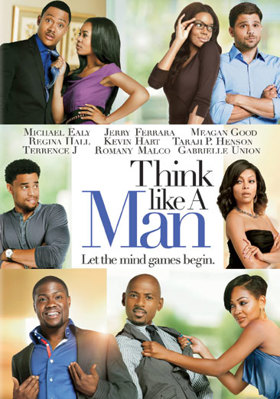 MICHAEL EALY JERRY FERRARA MEAGAN GOOD
REGINA HALL KEVIN HART TARAJI P. HENSON
TERRENCE J ROMANY MALCO GABRIELLE UNION
Think
like A
Man
Let the mind games begin.